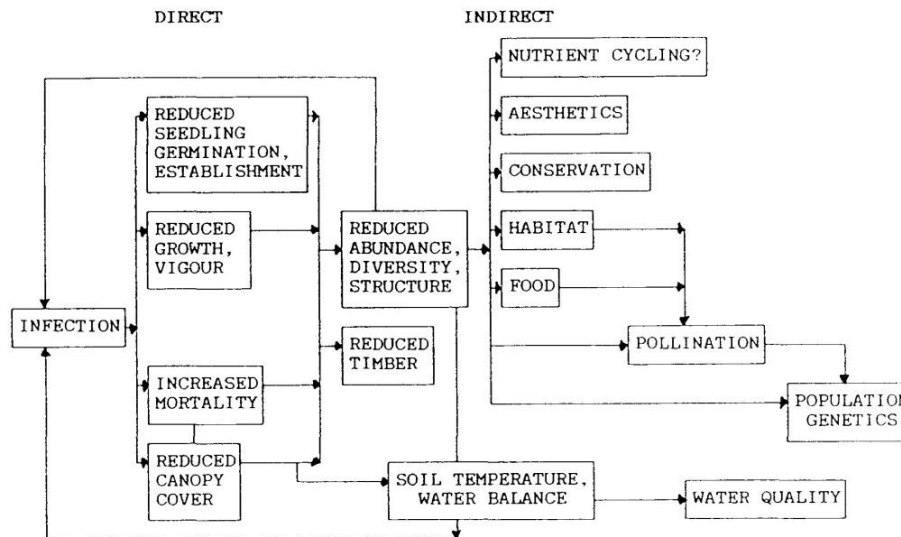 DIRECT
INDIRECT
NUTRIENT CYCLING?
REDUCED
SEEDLING
GERMINATION,
ESTABLISHMENT
AESTHETICS
CONSERVATION
REDUCED
GROWTH,
VIGOUR
REDUCED
ABUNDANCE,
DIVERSITY,
STRUCTURE
HABITAT
FOOD
INFECTION
REDUCED
TIMBER
POLLINATION
INCREASED
MORTALITY
POPULATION
GENETICS
REDUCED
CANOPY
COVER
SOIL TEMPERATURE,
WATER BALANCE
WATER QUALITY